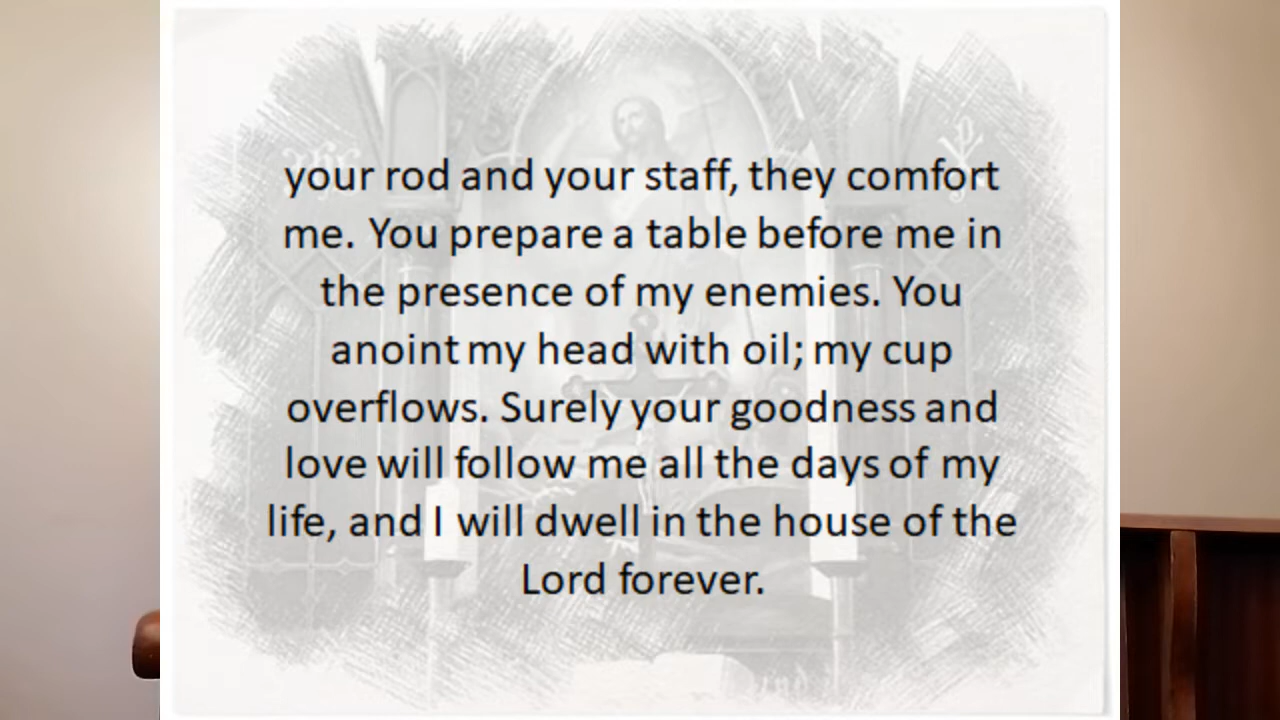 your rod and your staff, they comfort
me. You prepare a table before me in
the presence of my enemies. You
anoint my head with oil; my cup
overflows. Surely your goodness and
love will follow me all the days of my
life, and I will dwell in the house of the
Lord forever.